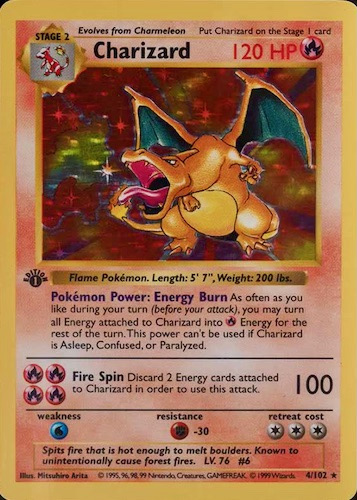 STAGE 2 Evolves from Charmeleon Put Charizard on the Stage 1 card
Charizard 120 HP
EDITION 1
Flame Pokémon. Length: 5' 7", Weight: 200 lbs.
Pokémon Power: Energy Burn As often as you
like during your turn (before your attack), you may turn
all Energy attached to Charizard into Energy for the
rest of the turn. This power can't be used if Charizard
is Asleep, Confused, or Paralyzed.
Fire Spin Discard 2 Energy cards attached
to Charizard in order to use this attack.
100
weakness resistance retreat cost
-30
Spits fire that is hot enough to melt boulders. Known to
unintentionally cause forest fires. LV. 76 #6
Illus. Mitsuhiro Arita © 1995, 96, 98, 99 Nintendo, Creatures, GAMEFREAK. © 1999 Wizards. 4/102 ★